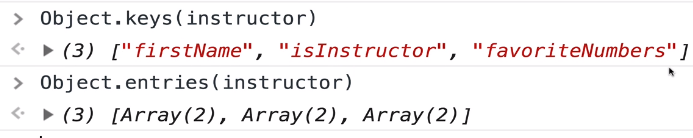 > Object.keys(instructor)
<· ▶ (3) ["firstName", "isInstructor", "favoriteNumbers"]
> Object.entries(instructor)
<· ▶ (3) [Array(2), Array(2), Array(2)]